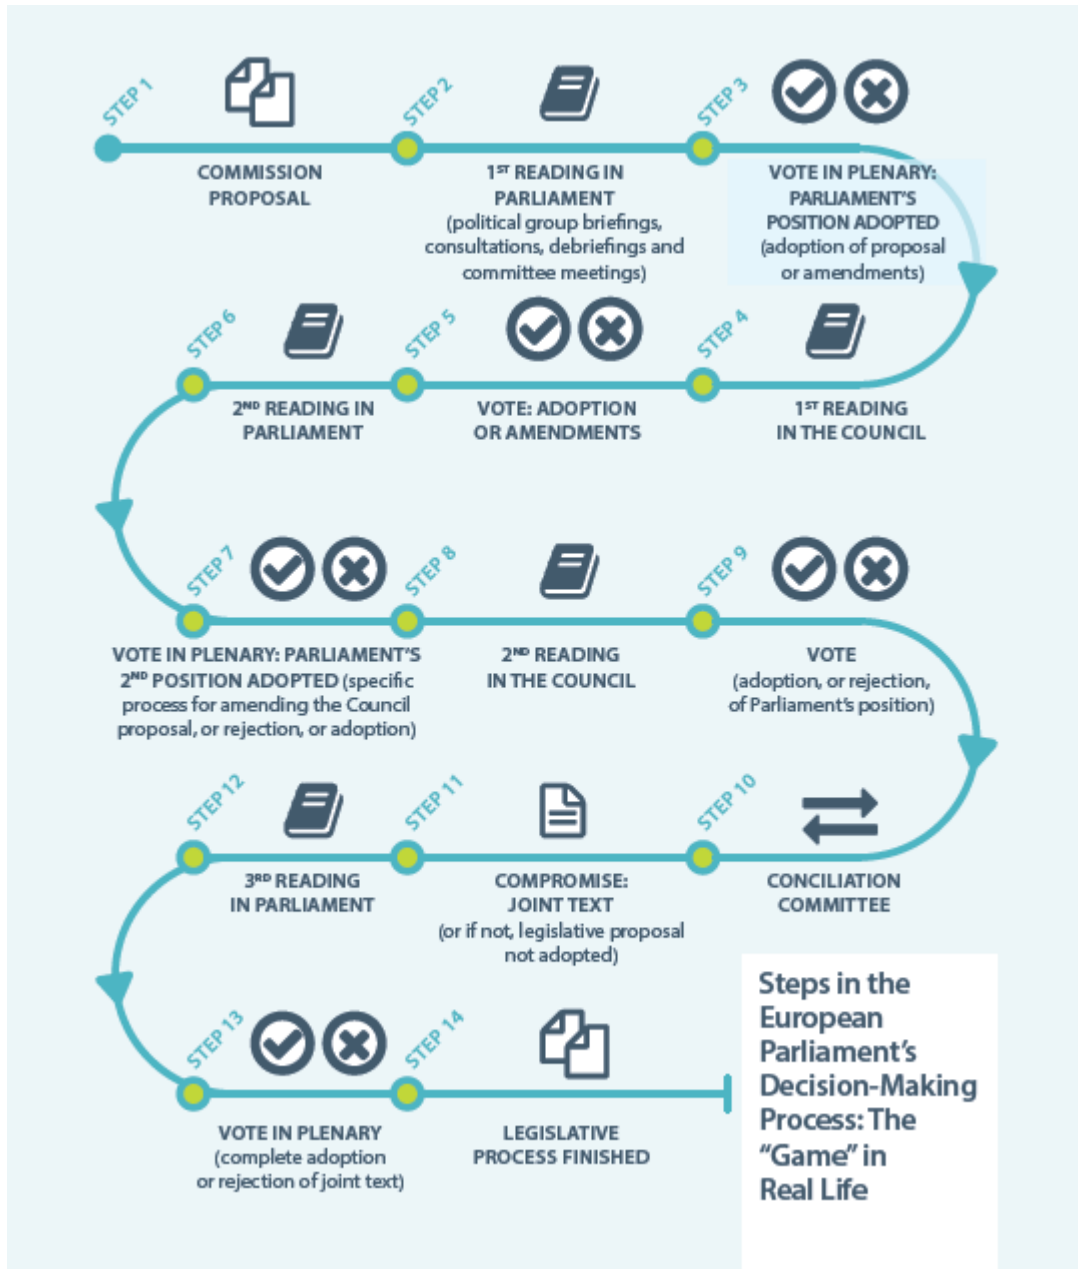 STEP 1
COMMISSION
PROPOSAL
STEP 2
1ST READING IN
PARLIAMENT
(political group briefings,
consultations, debriefings and
committee meetings)
STEP 3
VOTE IN PLENARY:
PARLIAMENT'S
POSITION ADOPTED
(adoption of proposal
or amendments)
STEP 4
1ST READING
IN THE COUNCIL
STEP 5
VOTE: ADOPTION
OR AMENDMENTS
STEP 6
2ND READING IN
PARLIAMENT
STEP 7
VOTE IN PLENARY: PARLIAMENT'S
2ND POSITION ADOPTED (specific
process for amending the Council
proposal, or rejection, or adoption)
STEP 8
2ND READING
IN THE COUNCIL
STEP 9
VOTE
(adoption, or rejection,
of Parliament's position)
STEP 10
CONCILIATION
COMMITTEE
STEP 11
COMPROMISE:
JOINT TEXT
(or if not, legislative proposal
not adopted)
STEP 12
3RD READING
IN PARLIAMENT
STEP 13
VOTE IN PLENARY
(complete adoption
or rejection of joint text)
STEP 14
LEGISLATIVE
PROCESS FINISHED
Steps in the
European
Parliament's
Decision-Making
Process: The
"Game" in
Real Life